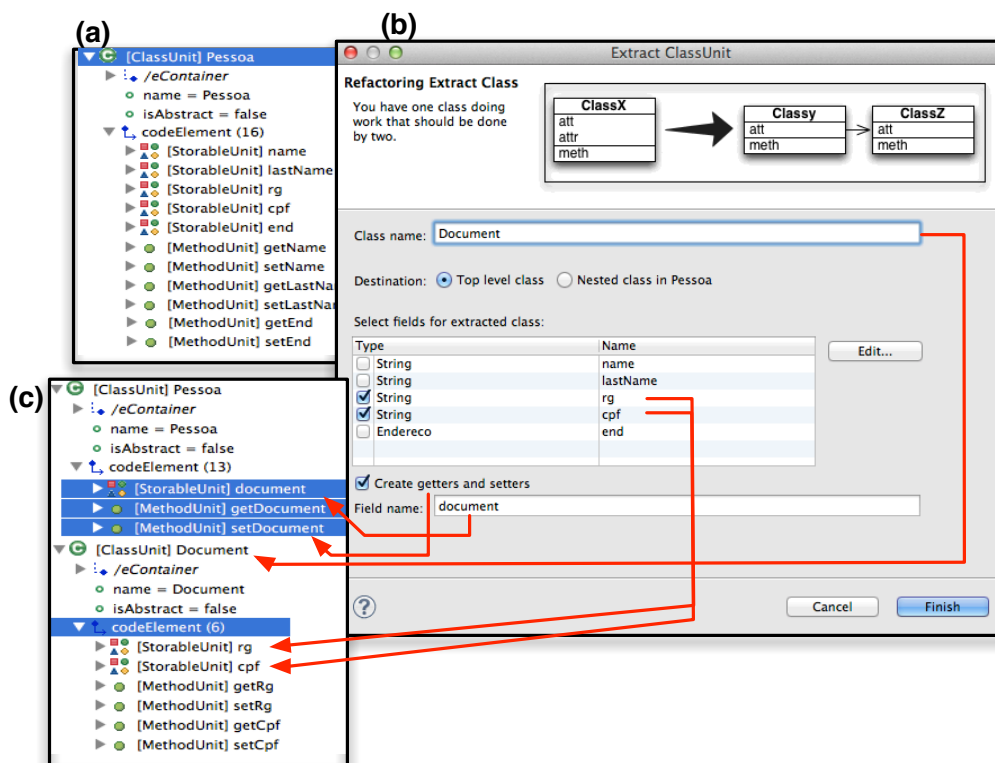 (a)
[ClassUnit] Pessoa
/eContainer
name = Pessoa
isAbstract = false
codeElement (16)
[StorableUnit] name
[StorableUnit] lastName
[StorableUnit] rg
[StorableUnit] cpf
[StorableUnit] end
[MethodUnit] getName
[MethodUnit] setName
[MethodUnit] getLastNa
[MethodUnit] setLastNa
[MethodUnit] getEnd
[MethodUnit] setEnd
(b)
Extract ClassUnit
Refactoring Extract Class
You have one class doing
work that should be done
by two.
ClassX
att
attr
meth
Classy
att
meth
ClassZ
att
meth
Class name: Document
Destination: Top level class Nested class in Pessoa
Select fields for extracted class:
Type Name
String name
String lastName
String rg
String cpf
Endereco end
Edit...
Create getters and setters
Field name: document
?
Cancel Finish
(c)
[ClassUnit] Pessoa
/eContainer
name = Pessoa
isAbstract = false
codeElement (13)
[StorableUnit] document
[MethodUnit] getDocument
[MethodUnit] setDocument
[ClassUnit] Document
/eContainer
name = Document
isAbstract = false
codeElement (6)
[StorableUnit] rg
[StorableUnit] cpf
[MethodUnit] getRg
[MethodUnit] setRg
[MethodUnit] getCpf
[MethodUnit] setCpf